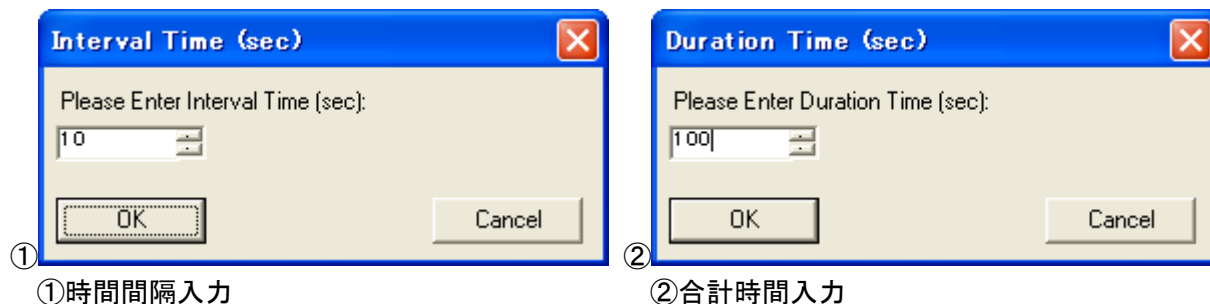 Interval Time (sec)
Please Enter Interval Time (sec):
10
OK
Cancel
①
①時間間隔入力
Duration Time (sec)
Please Enter Duration Time (sec):
100
OK
Cancel
②
②合計時間入力